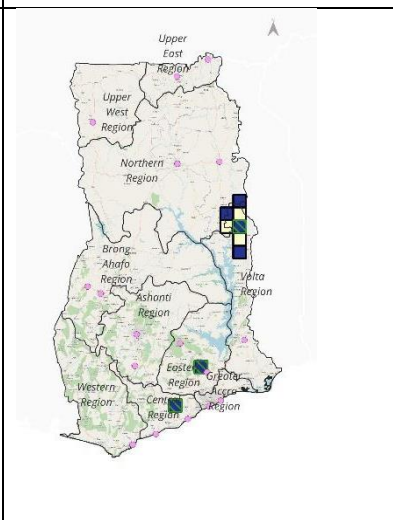 Upper
East
Region
Upper
West
Region
Northern
Region
Brong
Ahafo
Region
Volta
Region
Ashanti
Region
Eastern
Region
Greater
Accra
Region
Western
Region
Central
Region